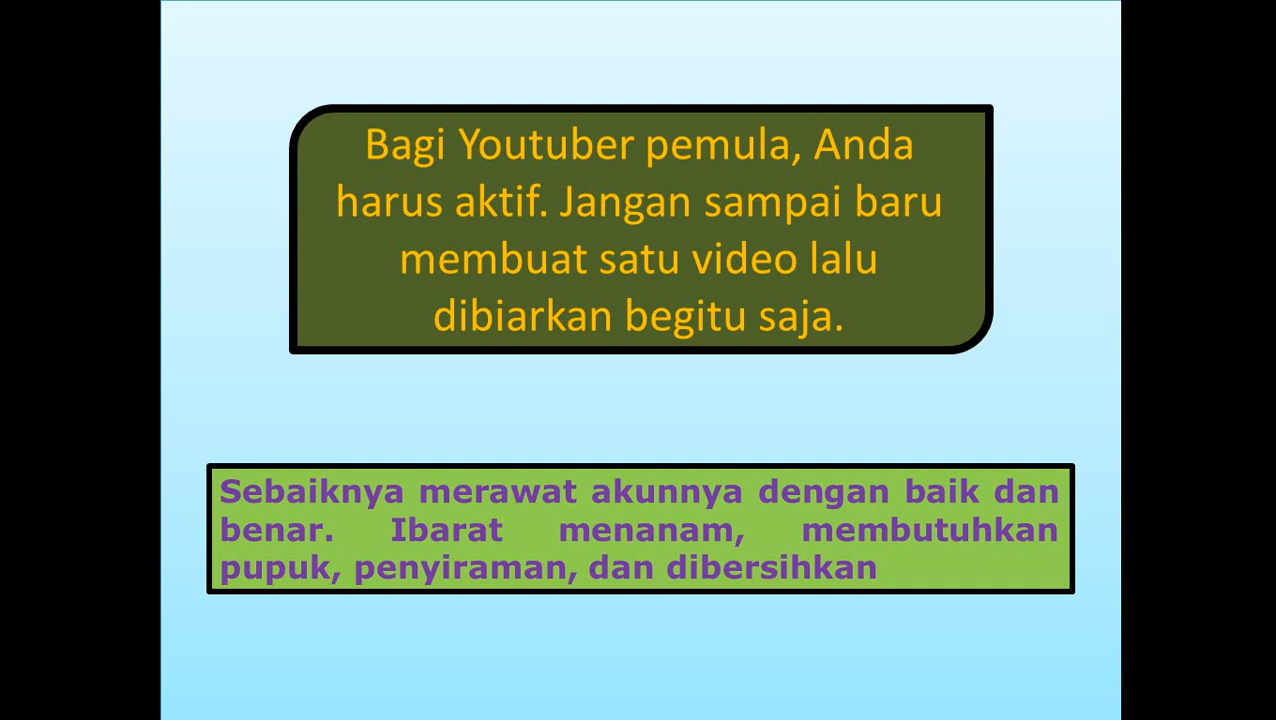 Bagi Youtuber pemula, Anda
harus aktif. Jangan sampai baru
membuat satu video lalu
dibiarkan begitu saja.
Sebaiknya merawat akunnya dengan baik dan
benar. Ibarat menanam, membutuhkan
pupuk, penyiraman, dan dibersihkan